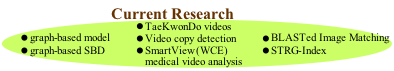 Current Research
● graph-based model
● graph-based SBD
● TaeKwonDo videos
● Video copy detection
● SmartView(WCE)
medical video analysis
● BLASTed Image Matching
● STRG-Index